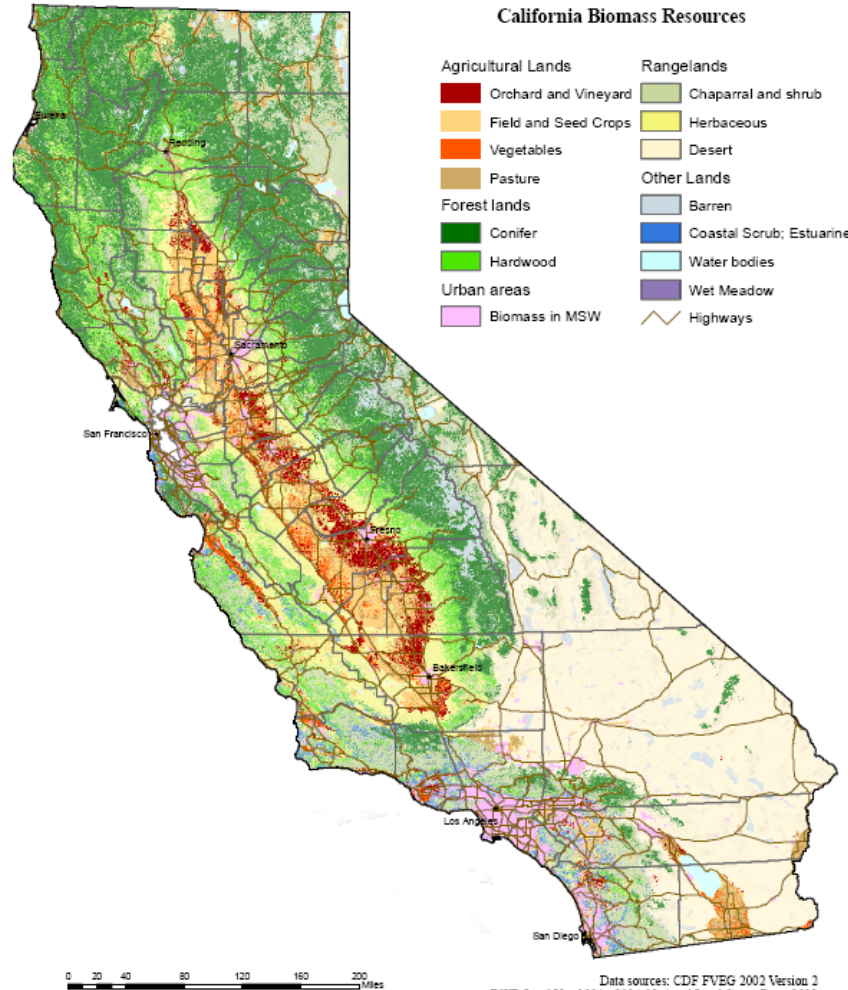 California Biomass Resources
Agricultural Lands
Orchard and Vineyard
Field and Seed Crops
Vegetables
Pasture
Forest lands
Conifer
Hardwood
Urban areas
Biomass in MSW
Rangelands
Chaparral and shrub
Herbaceous
Desert
Other Lands
Barren
Coastal Scrub; Estuarine
Water bodies
Wet Meadow
Highways
Eureka
Redding
Sacramento
San Francisco
Fresno
Bakersfield
Los Angeles
San Diego
0 20 40 80 120 160 200
Miles
Data sources: CDF FVEG 2002 Version 2